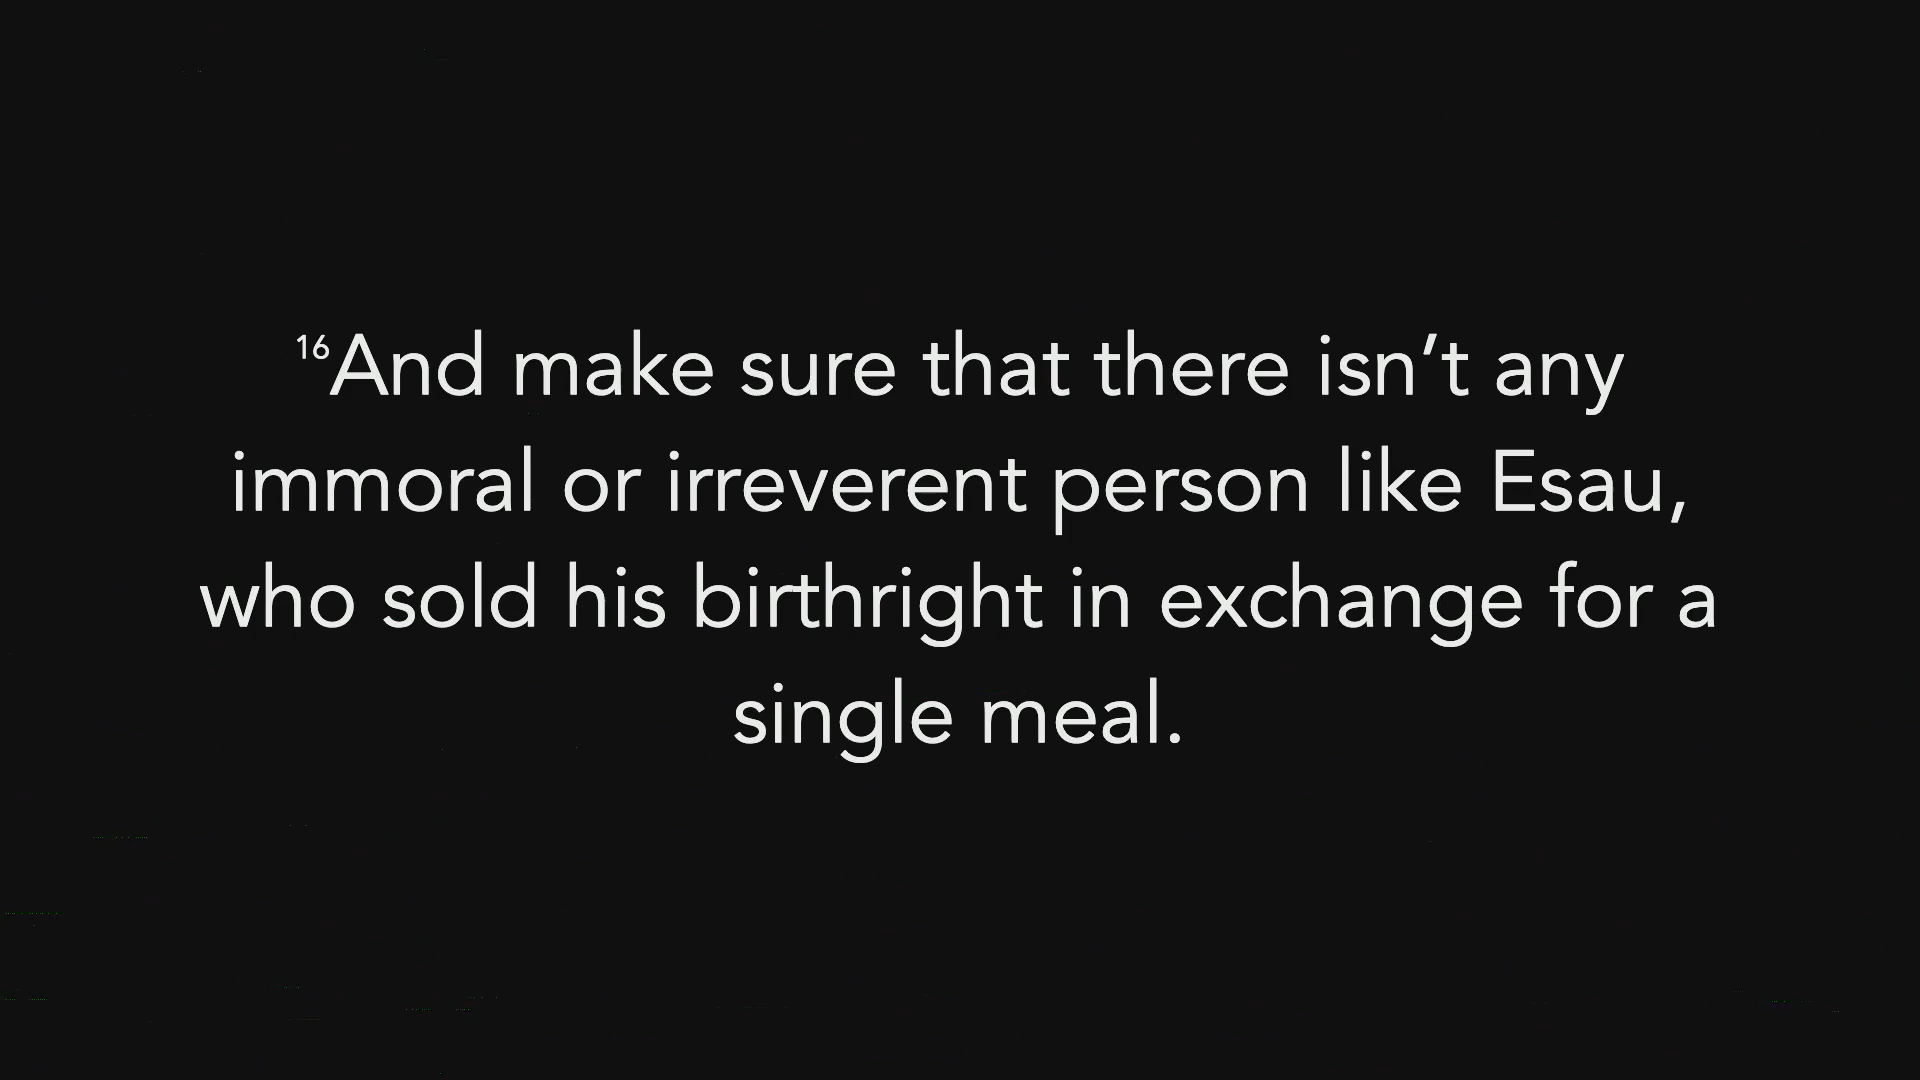 ¹⁶And make sure that there isn’t any
immoral or irreverent person like Esau,
who sold his birthright in exchange for a
single meal.